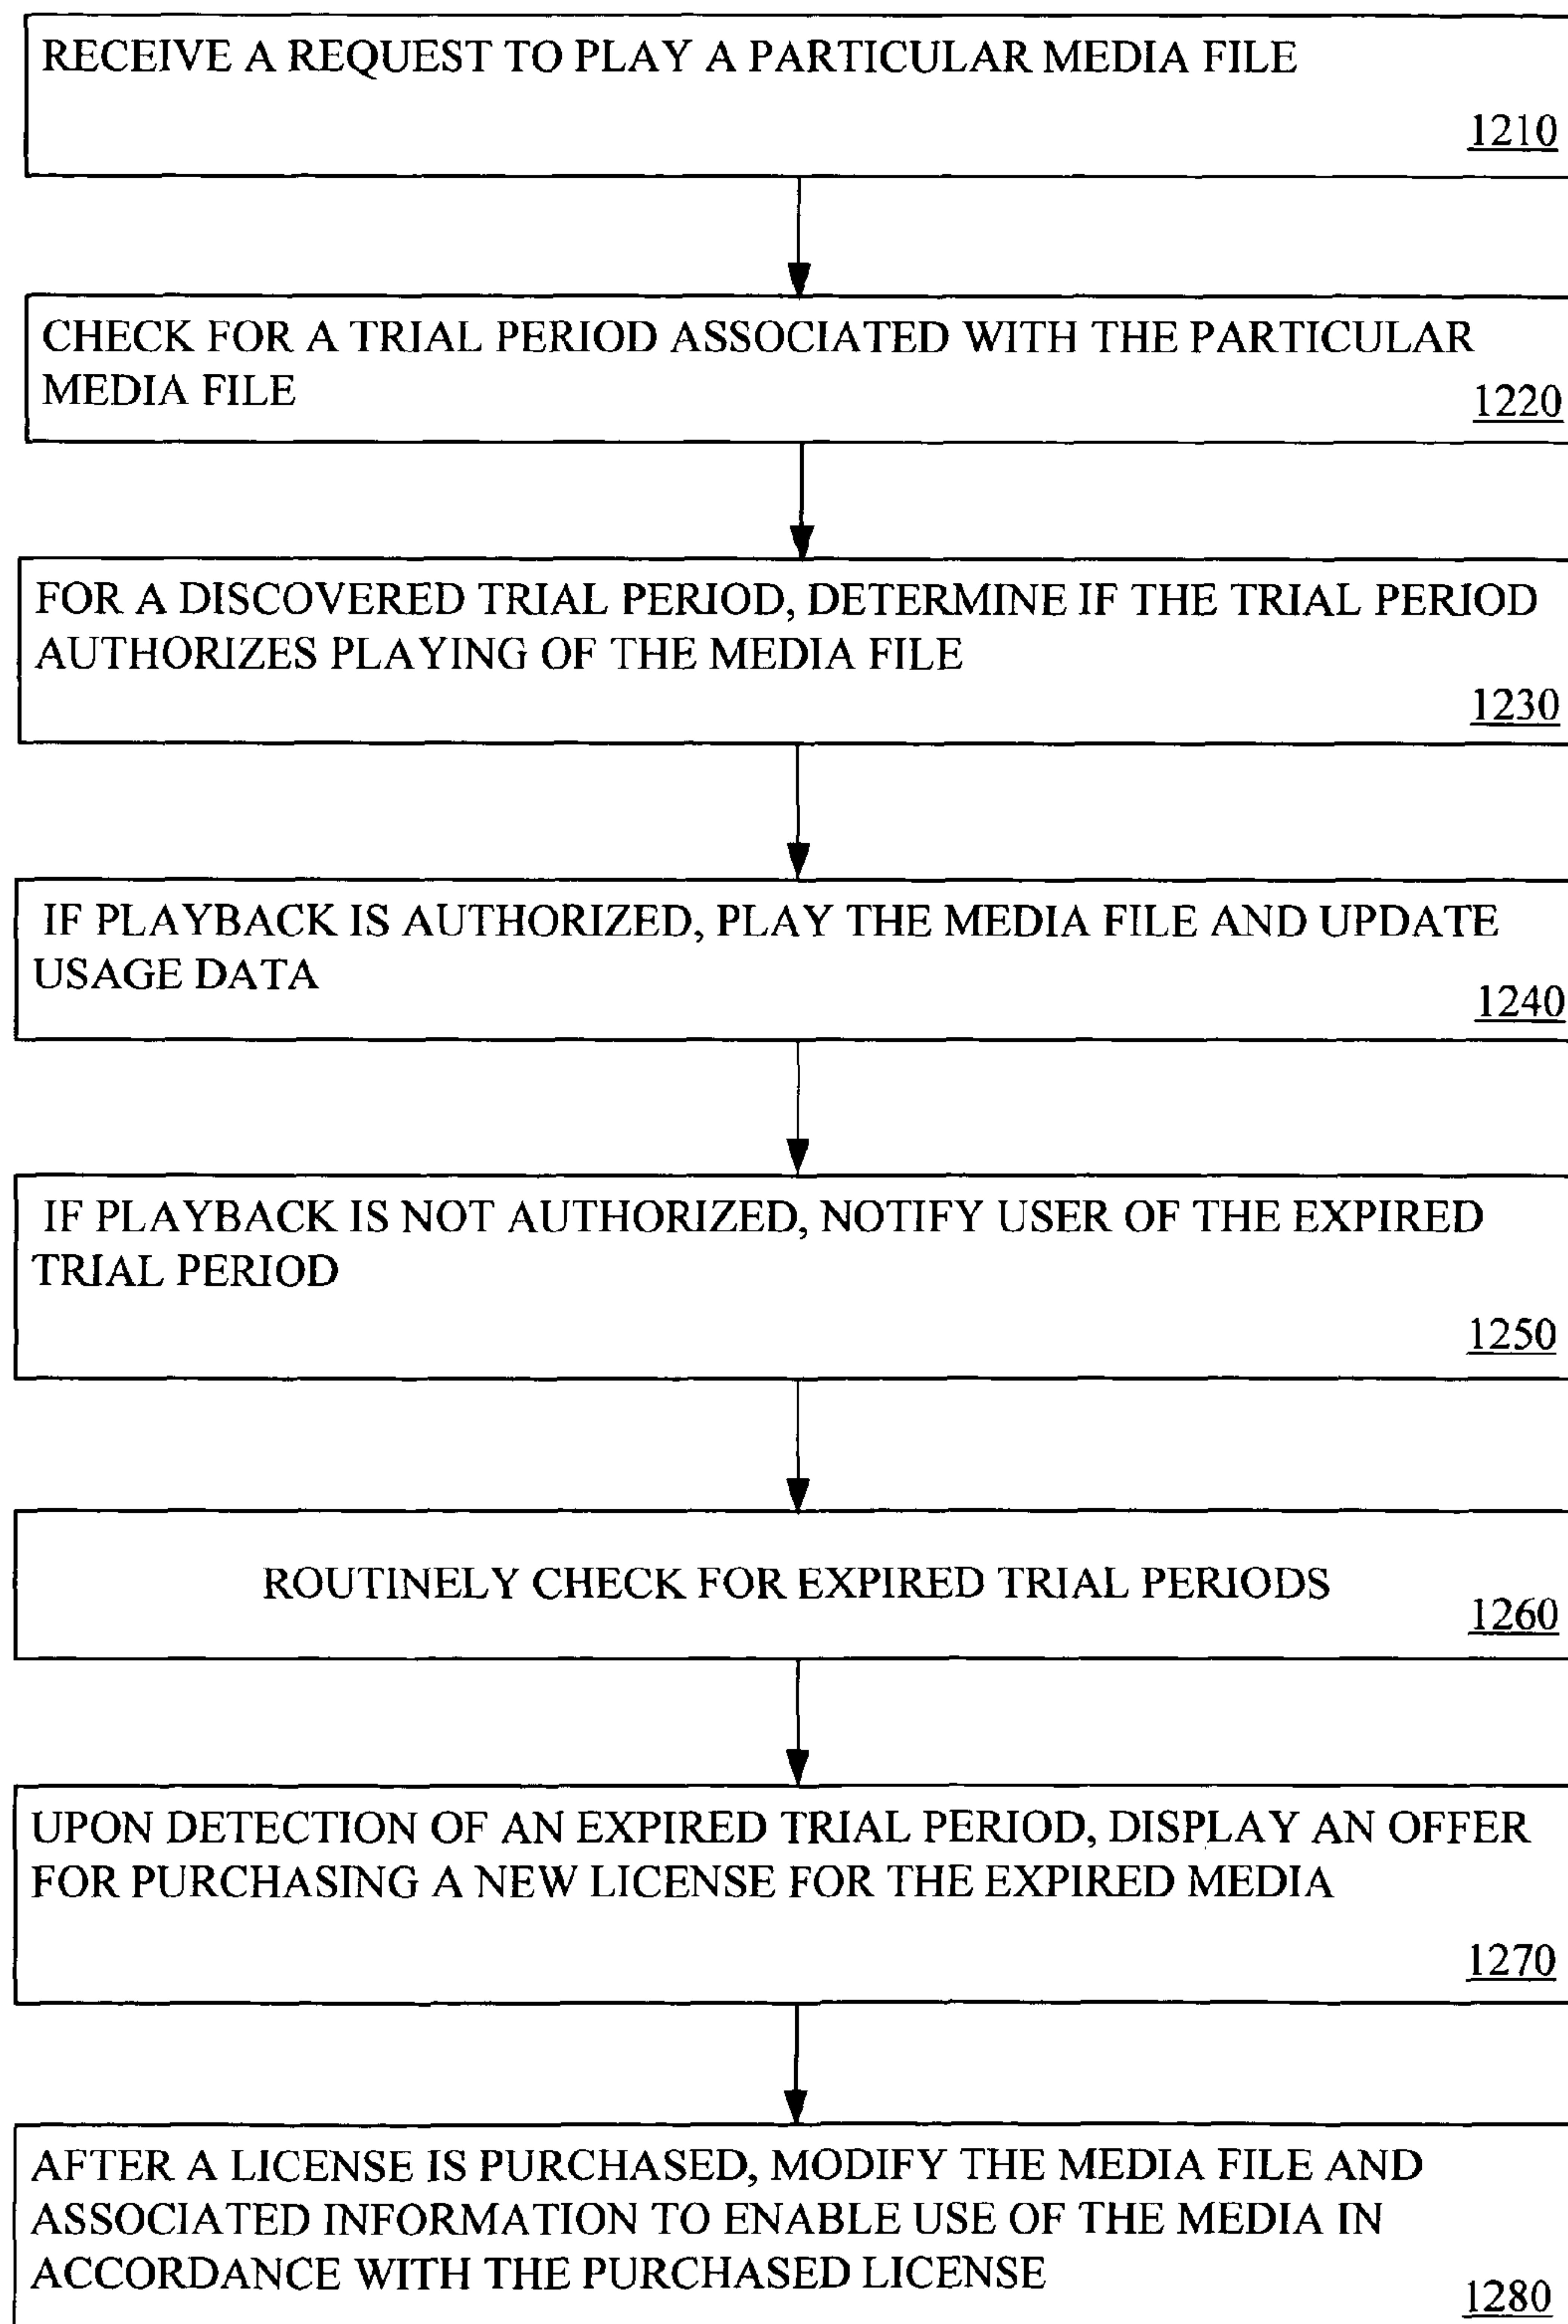 RECEIVE A REQUEST TO PLAY A PARTICULAR MEDIA FILE
1210
CHECK FOR A TRIAL PERIOD ASSOCIATED WITH THE PARTICULAR
MEDIA FILE
1220
FOR A DISCOVERED TRIAL PERIOD, DETERMINE IF THE TRIAL PERIOD
AUTHORIZES PLAYING OF THE MEDIA FILE
1230
IF PLAYBACK IS AUTHORIZED, PLAY THE MEDIA FILE AND UPDATE
USAGE DATA
1240
IF PLAYBACK IS NOT AUTHORIZED, NOTIFY USER OF THE EXPIRED
TRIAL PERIOD
1250
ROUTINELY CHECK FOR EXPIRED TRIAL PERIODS
1260
UPON DETECTION OF AN EXPIRED TRIAL PERIOD, DISPLAY AN OFFER
FOR PURCHASING A NEW LICENSE FOR THE EXPIRED MEDIA
1270
AFTER A LICENSE IS PURCHASED, MODIFY THE MEDIA FILE AND
ASSOCIATED INFORMATION TO ENABLE USE OF THE MEDIA IN
ACCORDANCE WITH THE PURCHASED LICENSE
1280